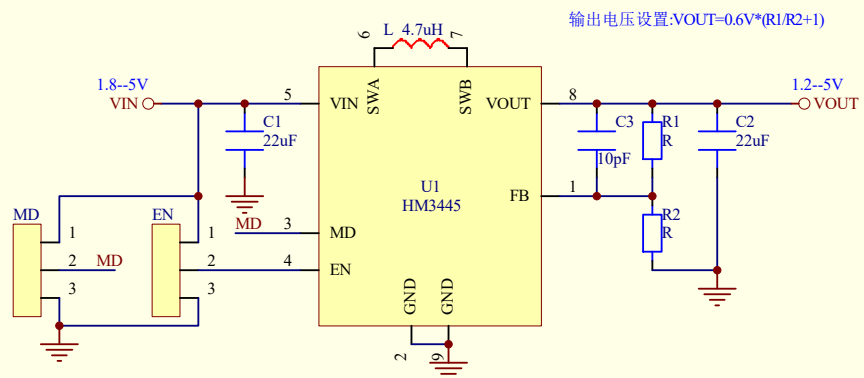 输出电压设置:VOUT=0.6V*(R1/R2+1)
L 4.7uH
6
7
1.8--5V
VIN
5
VIN
SWA
SWB
VOUT
8
1.2--5V
VOUT
C1
22uF
C3
10pF
R1
R
C2
22uF
U1
HM3445
FB
1
R2
R
MD
EN
MD
3
MD
1
1
2
MD
2
4
EN
3
3
GND
GND
2
9